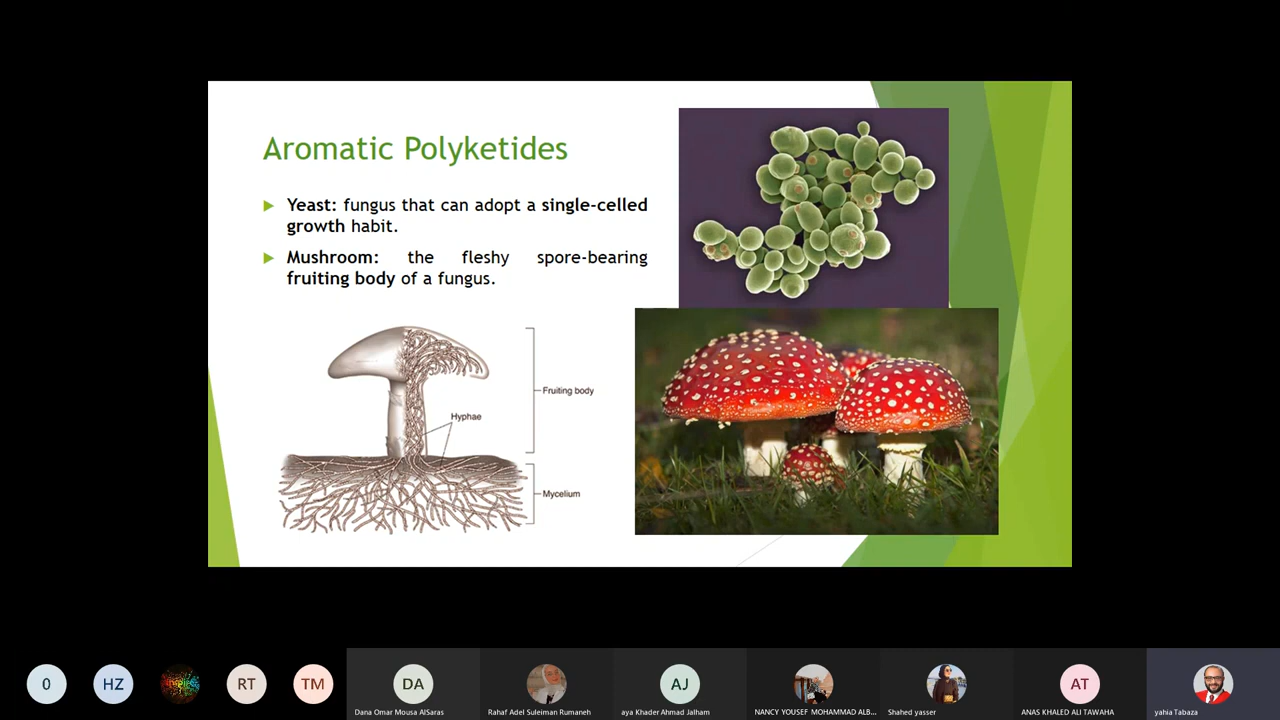 Aromatic Polyketides
Yeast: fungus that can adopt a single-celled
growth habit.
Mushroom: the fleshy spore-bearing
fruiting body of a fungus.
Fruiting body
Hyphae
Mycelium
0
HZ
RT
TM
DA
AJ
AT
Dana Omar Mousa AlSaras
Rahaf Adel Suleiman Rumaneh
aya Khader Ahmad Jalham
NANCY YOUSEF MOHAMMAD ALB...
Shahed yasser
ANAS KHALED ALI TAWAHA
yahia Tabaza